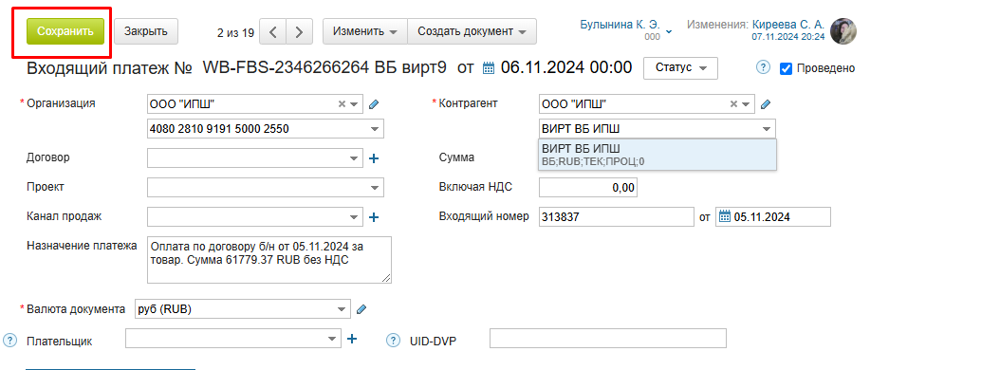 Сохранить Закрыть 2 из 19 Изменить Создать документ Булынина К. Э. 000 Изменения: Киреева С. А. 07.11.2024 20:24
Входящий платеж № WB-FBS-2346266264 ВБ вирт9 от 06.11.2024 00:00 Статус ? Проведено
* Организация ООО "ИПШ" * Контрагент ООО "ИПШ"
4080 2810 9191 5000 2550 ВИРТ ВБ ИПШ
ВИРТ ВБ ИПШ
Договор Сумма ВБ;RUB;ТЕК;ПРОЦ;0
Проект Включая НДС 0,00
Канал продаж Входящий номер 313837 от 05.11.2024
Назначение платежа Оплата по договору б/н от 05.11.2024 за
товар. Сумма 61779.37 RUB без НДС
* Валюта документа руб (RUB)
? Плательщик ? UID-DVP